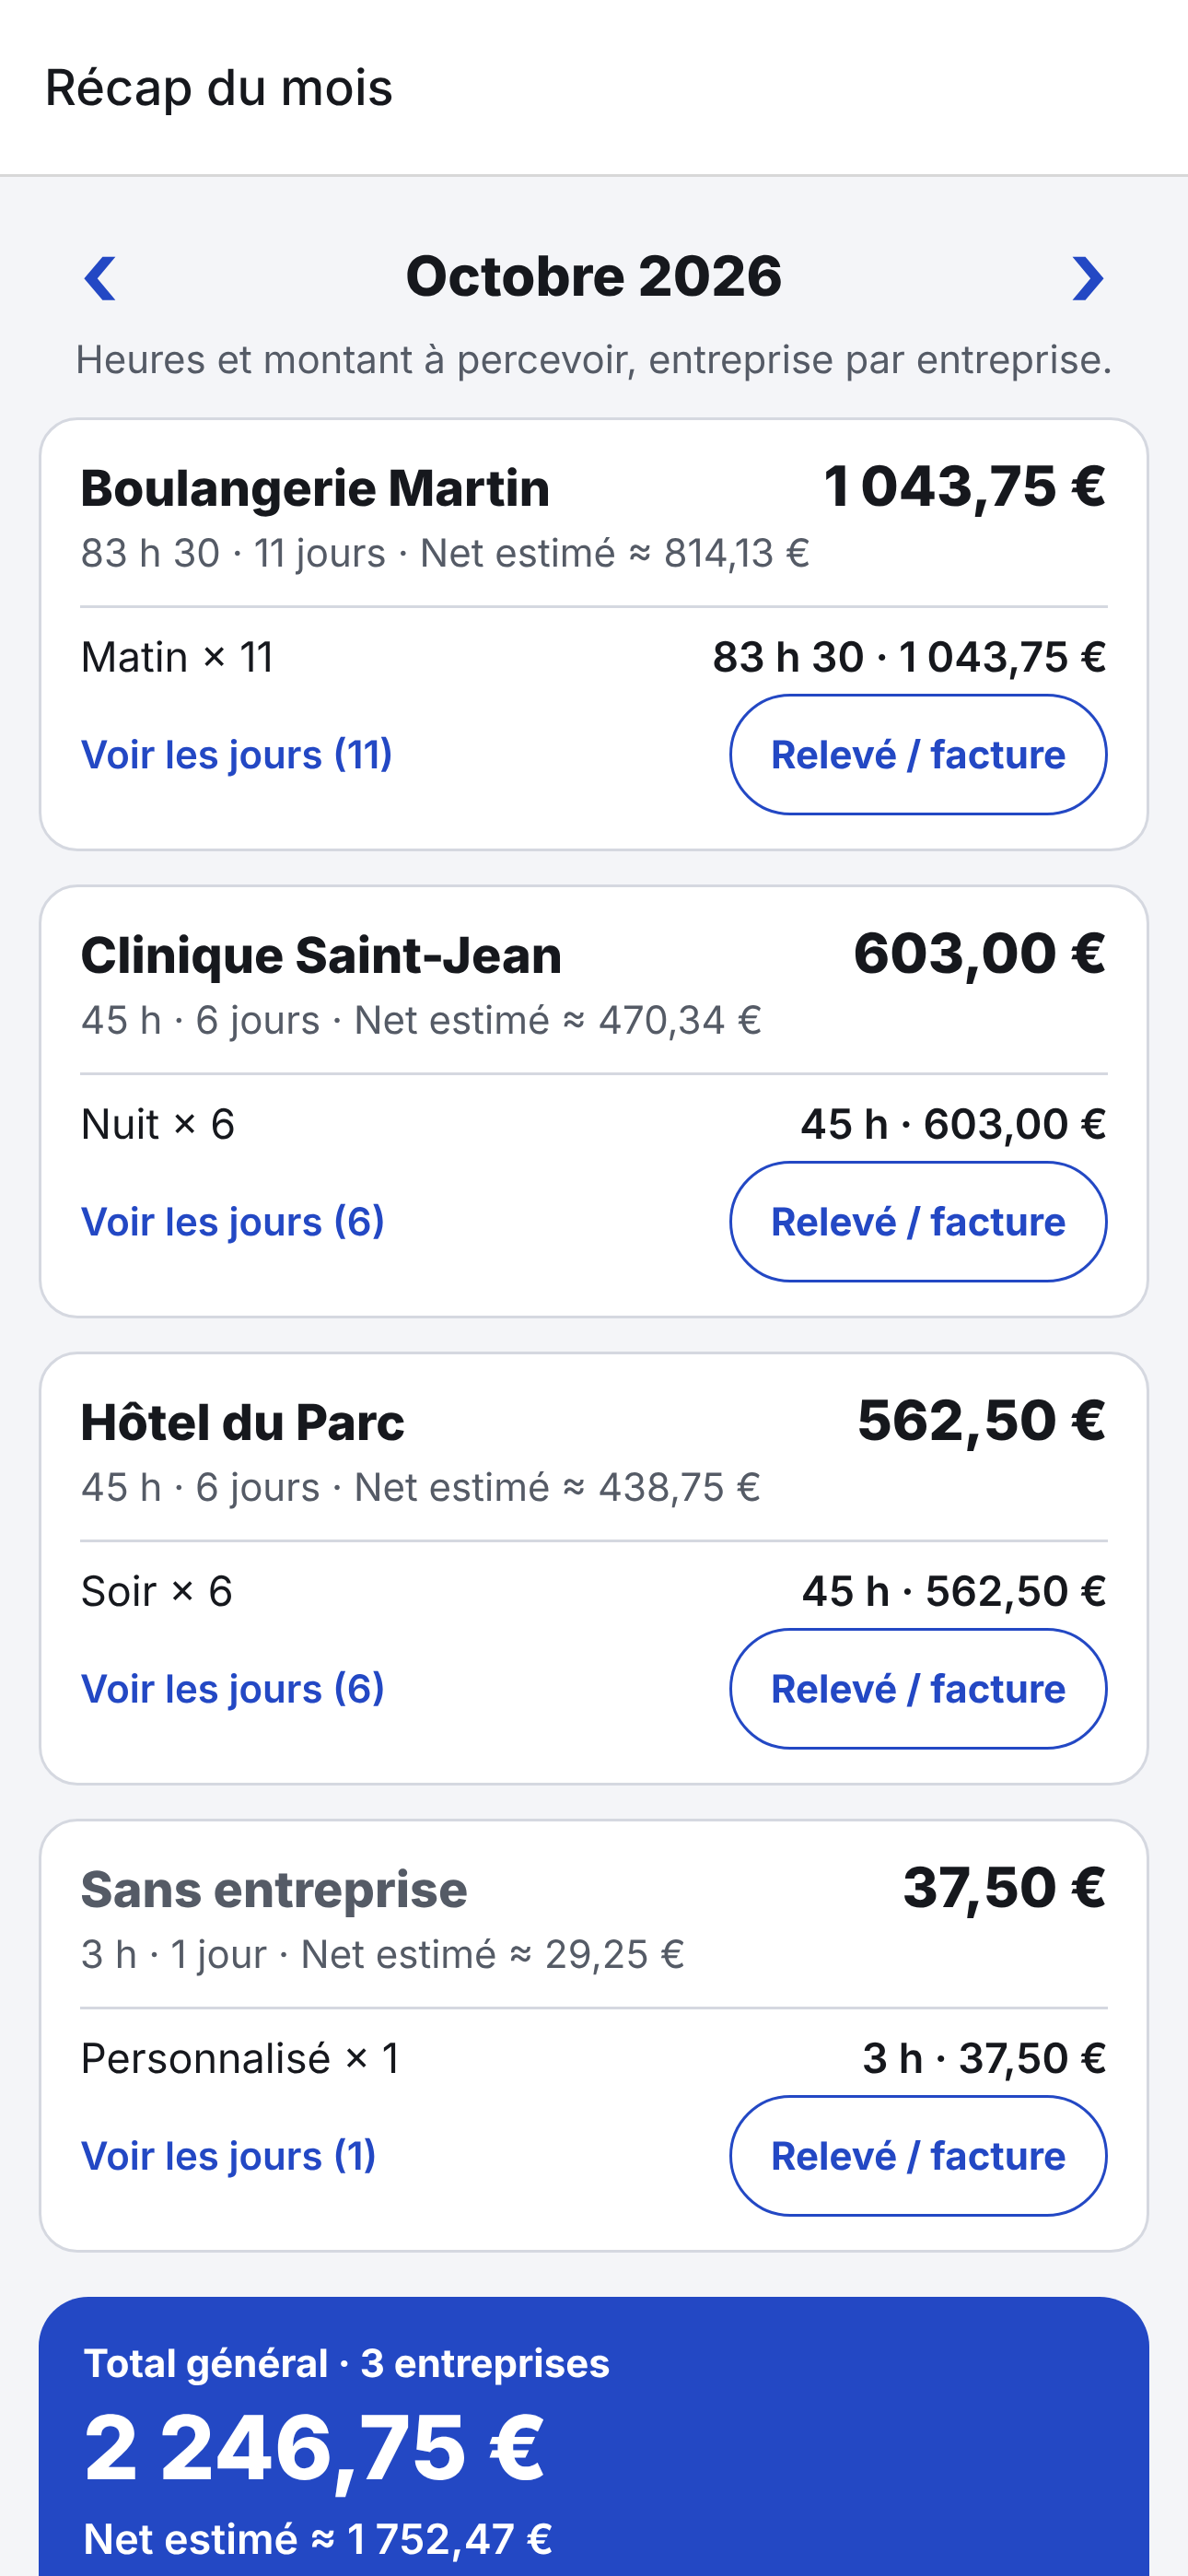 Récap du mois
❮ Octobre 2026 ❯
Heures et montant à percevoir, entreprise par entreprise.
Boulangerie Martin 1 043,75 €
83 h 30 · 11 jours · Net estimé ≈ 814,13 €
Matin × 11 83 h 30 · 1 043,75 €
Voir les jours (11) Relevé / facture
Clinique Saint-Jean 603,00 €
45 h · 6 jours · Net estimé ≈ 470,34 €
Nuit × 6 45 h · 603,00 €
Voir les jours (6) Relevé / facture
Hôtel du Parc 562,50 €
45 h · 6 jours · Net estimé ≈ 438,75 €
Soir × 6 45 h · 562,50 €
Voir les jours (6) Relevé / facture
Sans entreprise 37,50 €
3 h · 1 jour · Net estimé ≈ 29,25 €
Personnalisé × 1 3 h · 37,50 €
Voir les jours (1) Relevé / facture
Total général · 3 entreprises
2 246,75 €
Net estimé ≈ 1 752,47 €